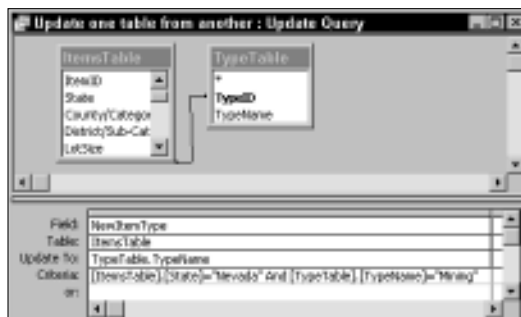 Update one table from another : Update Query
ItemsTable
ItemID
State
County/Categor
District/Sub-Cat
LotSize
TypeTable
*
TypeID
TypeName
Field: NewItemType
Table: ItemsTable
Update To: TypeTable.TypeName
Criteria: [ItemsTable].[State]="Nevada" And [TypeTable].[TypeName]="Mining"
or: